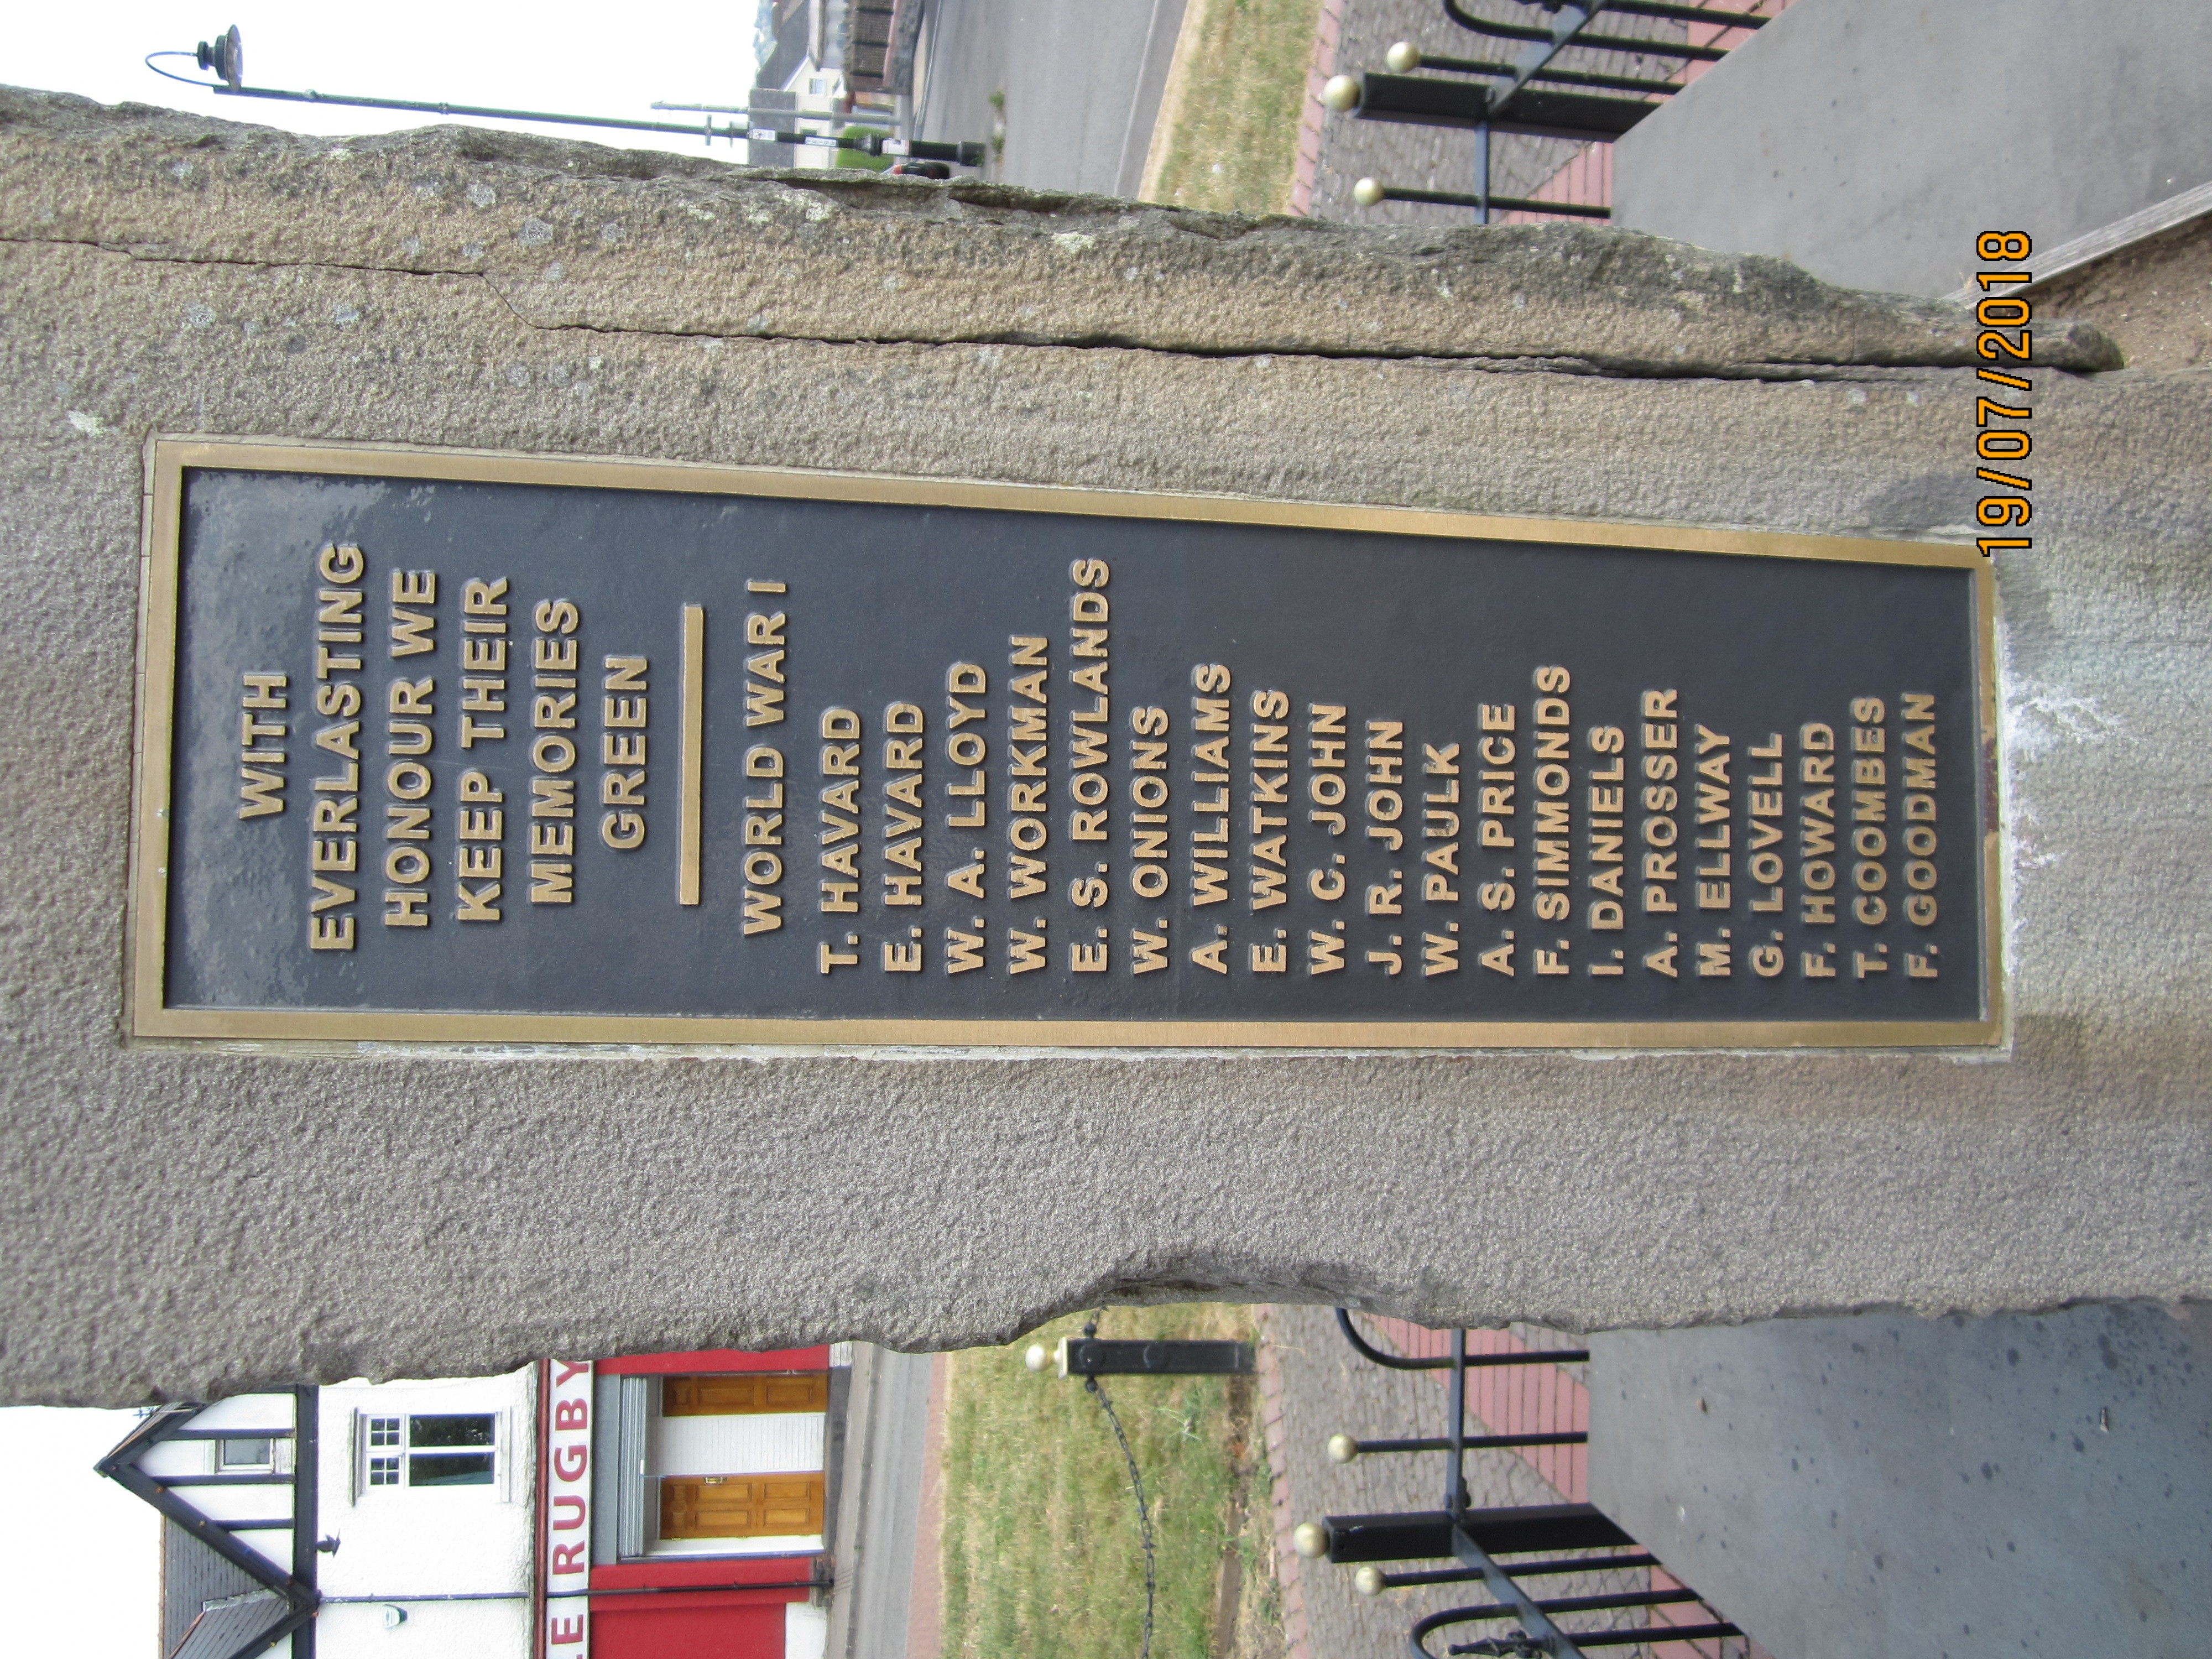 WITH
EVERLASTING
HONOUR WE
KEEP THEIR
MEMORIES
GREEN
WORLD WAR I
T. HAVARD
E. HAVARD
W. A. LLOYD
W. WORKMAN
E. S. ROWLANDS
W. ONIONS
A. WILLIAMS
E. WATKINS
W. C. JOHN
J. R. JOHN
W. PAULK
A. S. PRICE
F. SIMMONDS
I. DANIELS
A. PROSSER
M. ELLWAY
G. LOVELL
F. HOWARD
T. COOMBES
F. GOODMAN
RUGBY
19/07/2018